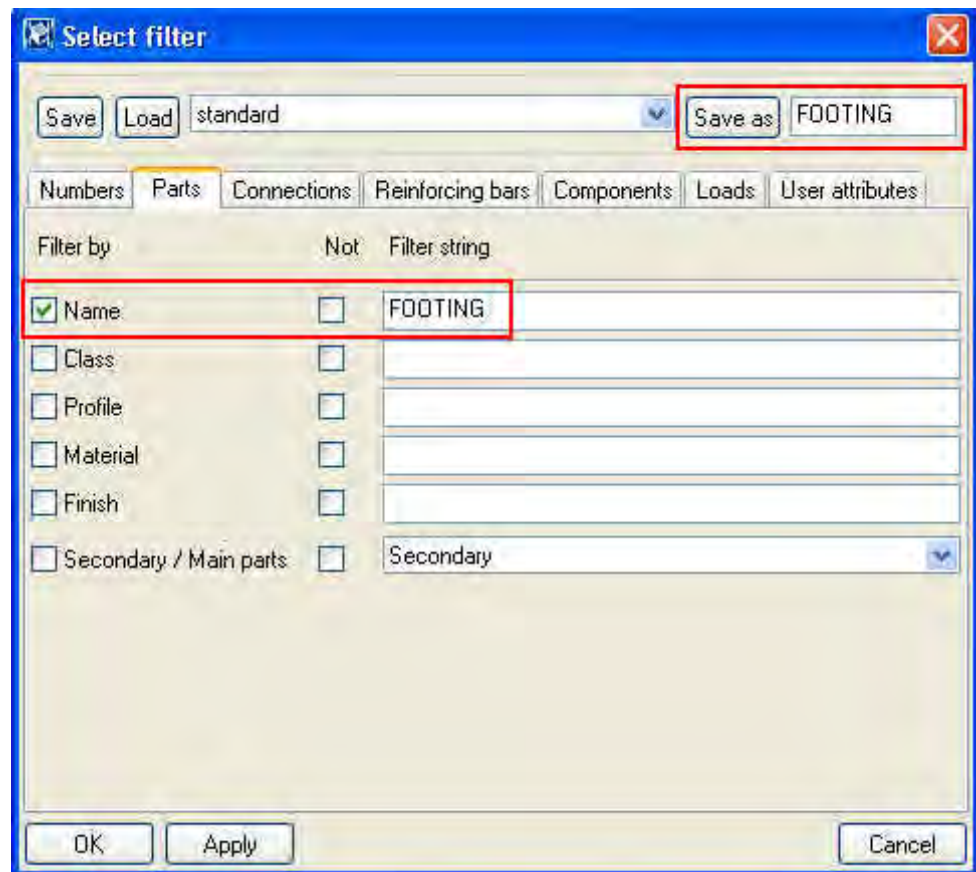 Select filter
Save Load standard Save as FOOTING
Numbers Parts Connections Reinforcing bars Components Loads User attributes
Filter by Not Filter string
Name FOOTING
Class
Profile
Material
Finish
Secondary / Main parts Secondary
OK Apply Cancel